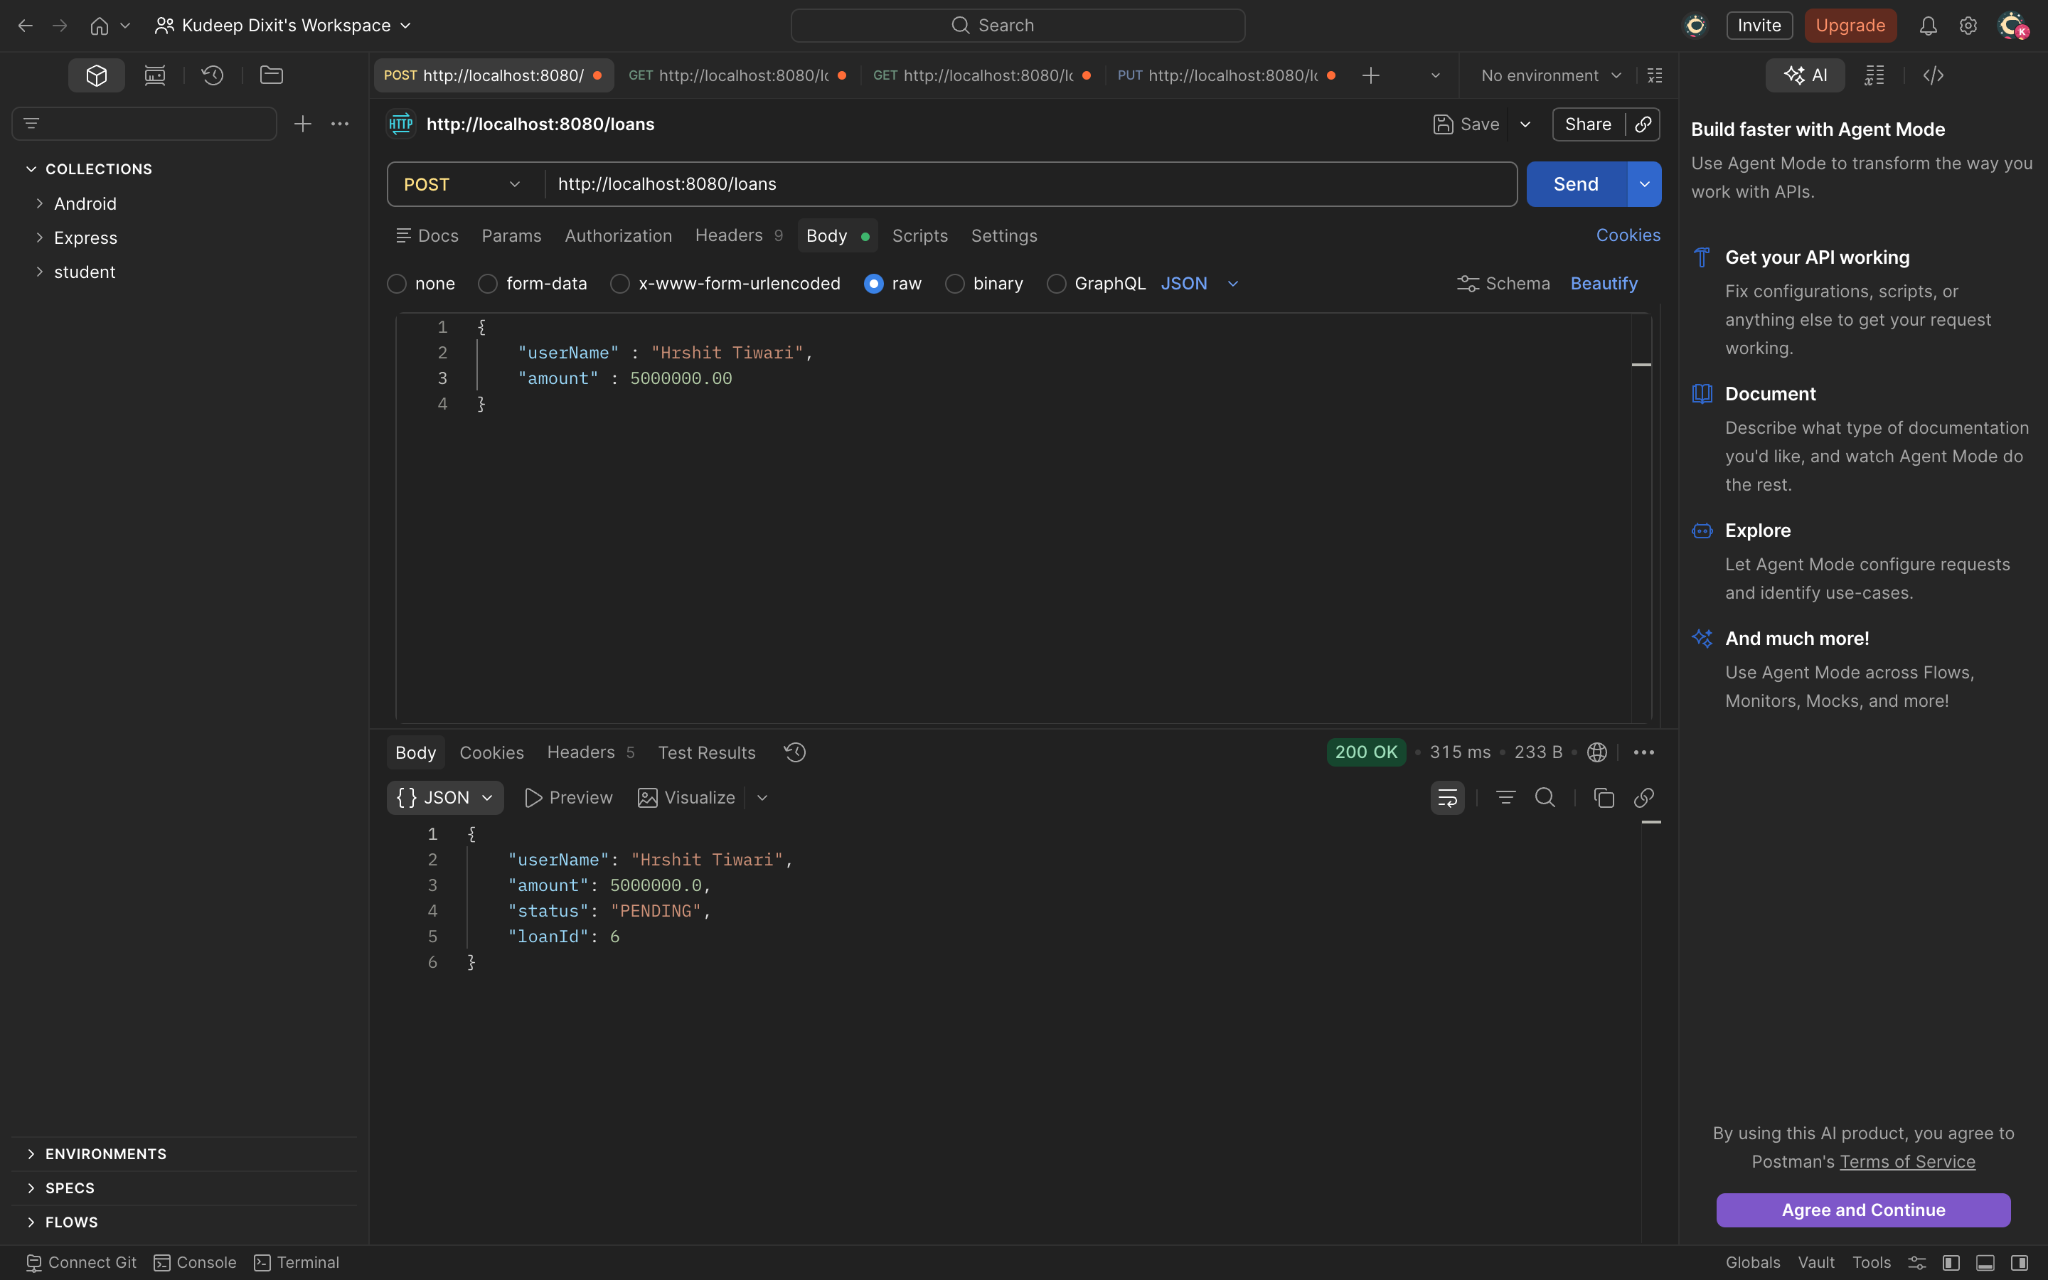 Kudeep Dixit's Workspace
Search
Invite
Upgrade
K
POST http://localhost:8080/
GET http://localhost:8080/lo
GET http://localhost:8080/lo
PUT http://localhost:8080/lo
No environment
AI
HTTP http://localhost:8080/loans
Save
Share
COLLECTIONS
Android
Express
student
POST
http://localhost:8080/loans
Send
Docs Params Authorization Headers 9 Body Scripts Settings
Cookies
none form-data x-www-form-urlencoded raw binary GraphQL JSON
Schema Beautify
1 {
2 "userName" : "Hrshit Tiwari",
3 "amount" : 5000000.00
4 }
Body Cookies Headers 5 Test Results
200 OK • 315 ms • 233 B •
{} JSON Preview Visualize
1 {
2 "userName": "Hrshit Tiwari",
3 "amount": 5000000.0,
4 "status": "PENDING",
5 "loanId": 6
6 }
Build faster with Agent Mode
Use Agent Mode to transform the way you
work with APIs.
Get your API working
Fix configurations, scripts, or
anything else to get your request
working.
Document
Describe what type of documentation
you'd like, and watch Agent Mode do
the rest.
Explore
Let Agent Mode configure requests
and identify use-cases.
And much more!
Use Agent Mode across Flows,
Monitors, Mocks, and more!
By using this AI product, you agree to
Postman's Terms of Service
Agree and Continue
ENVIRONMENTS
SPECS
FLOWS
Connect Git Console Terminal
Globals Vault Tools